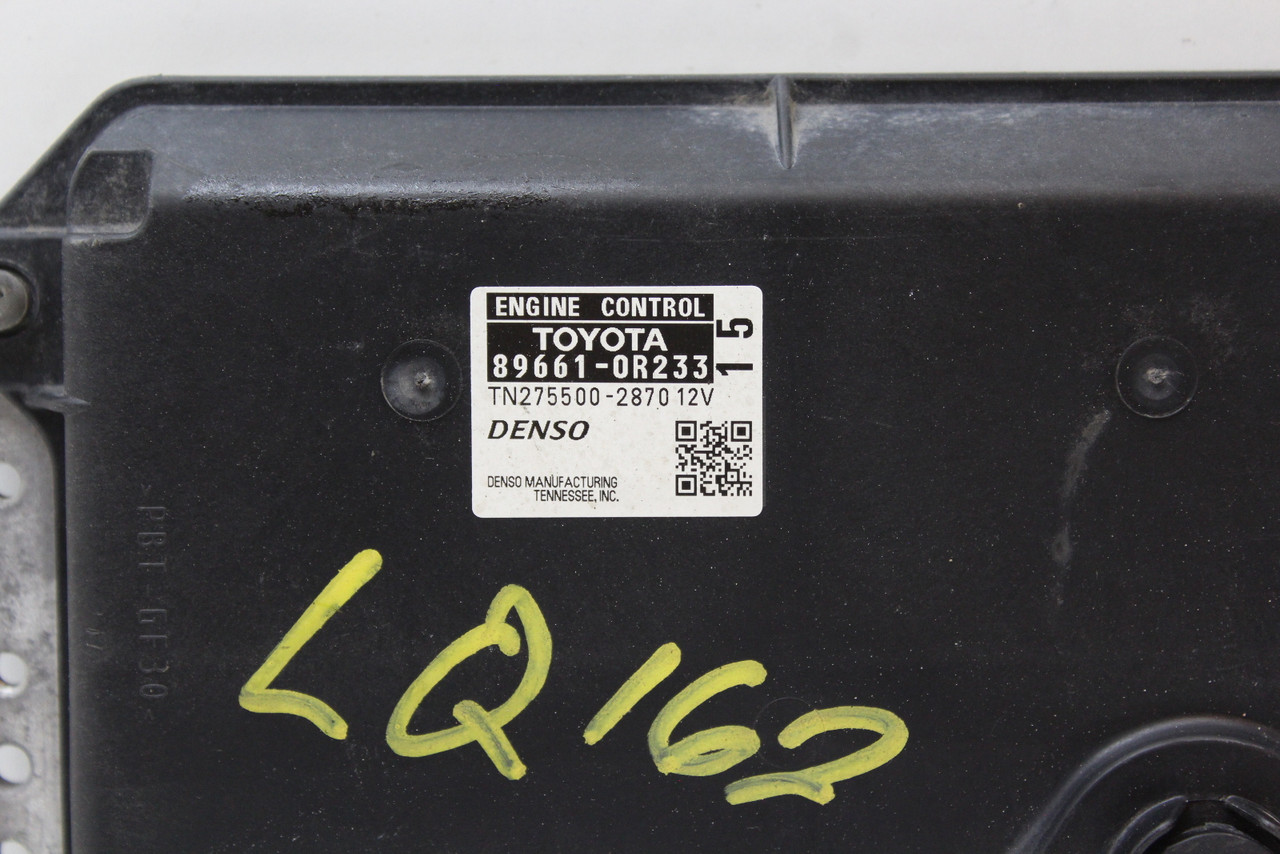 ENGINE CONTROL
TOYOTA
89661-0R233
15
TN275500-2870 12V
DENSO
DENSO MANUFACTURING
TENNESSEE, INC.
>PBT-GF30<
LQ162